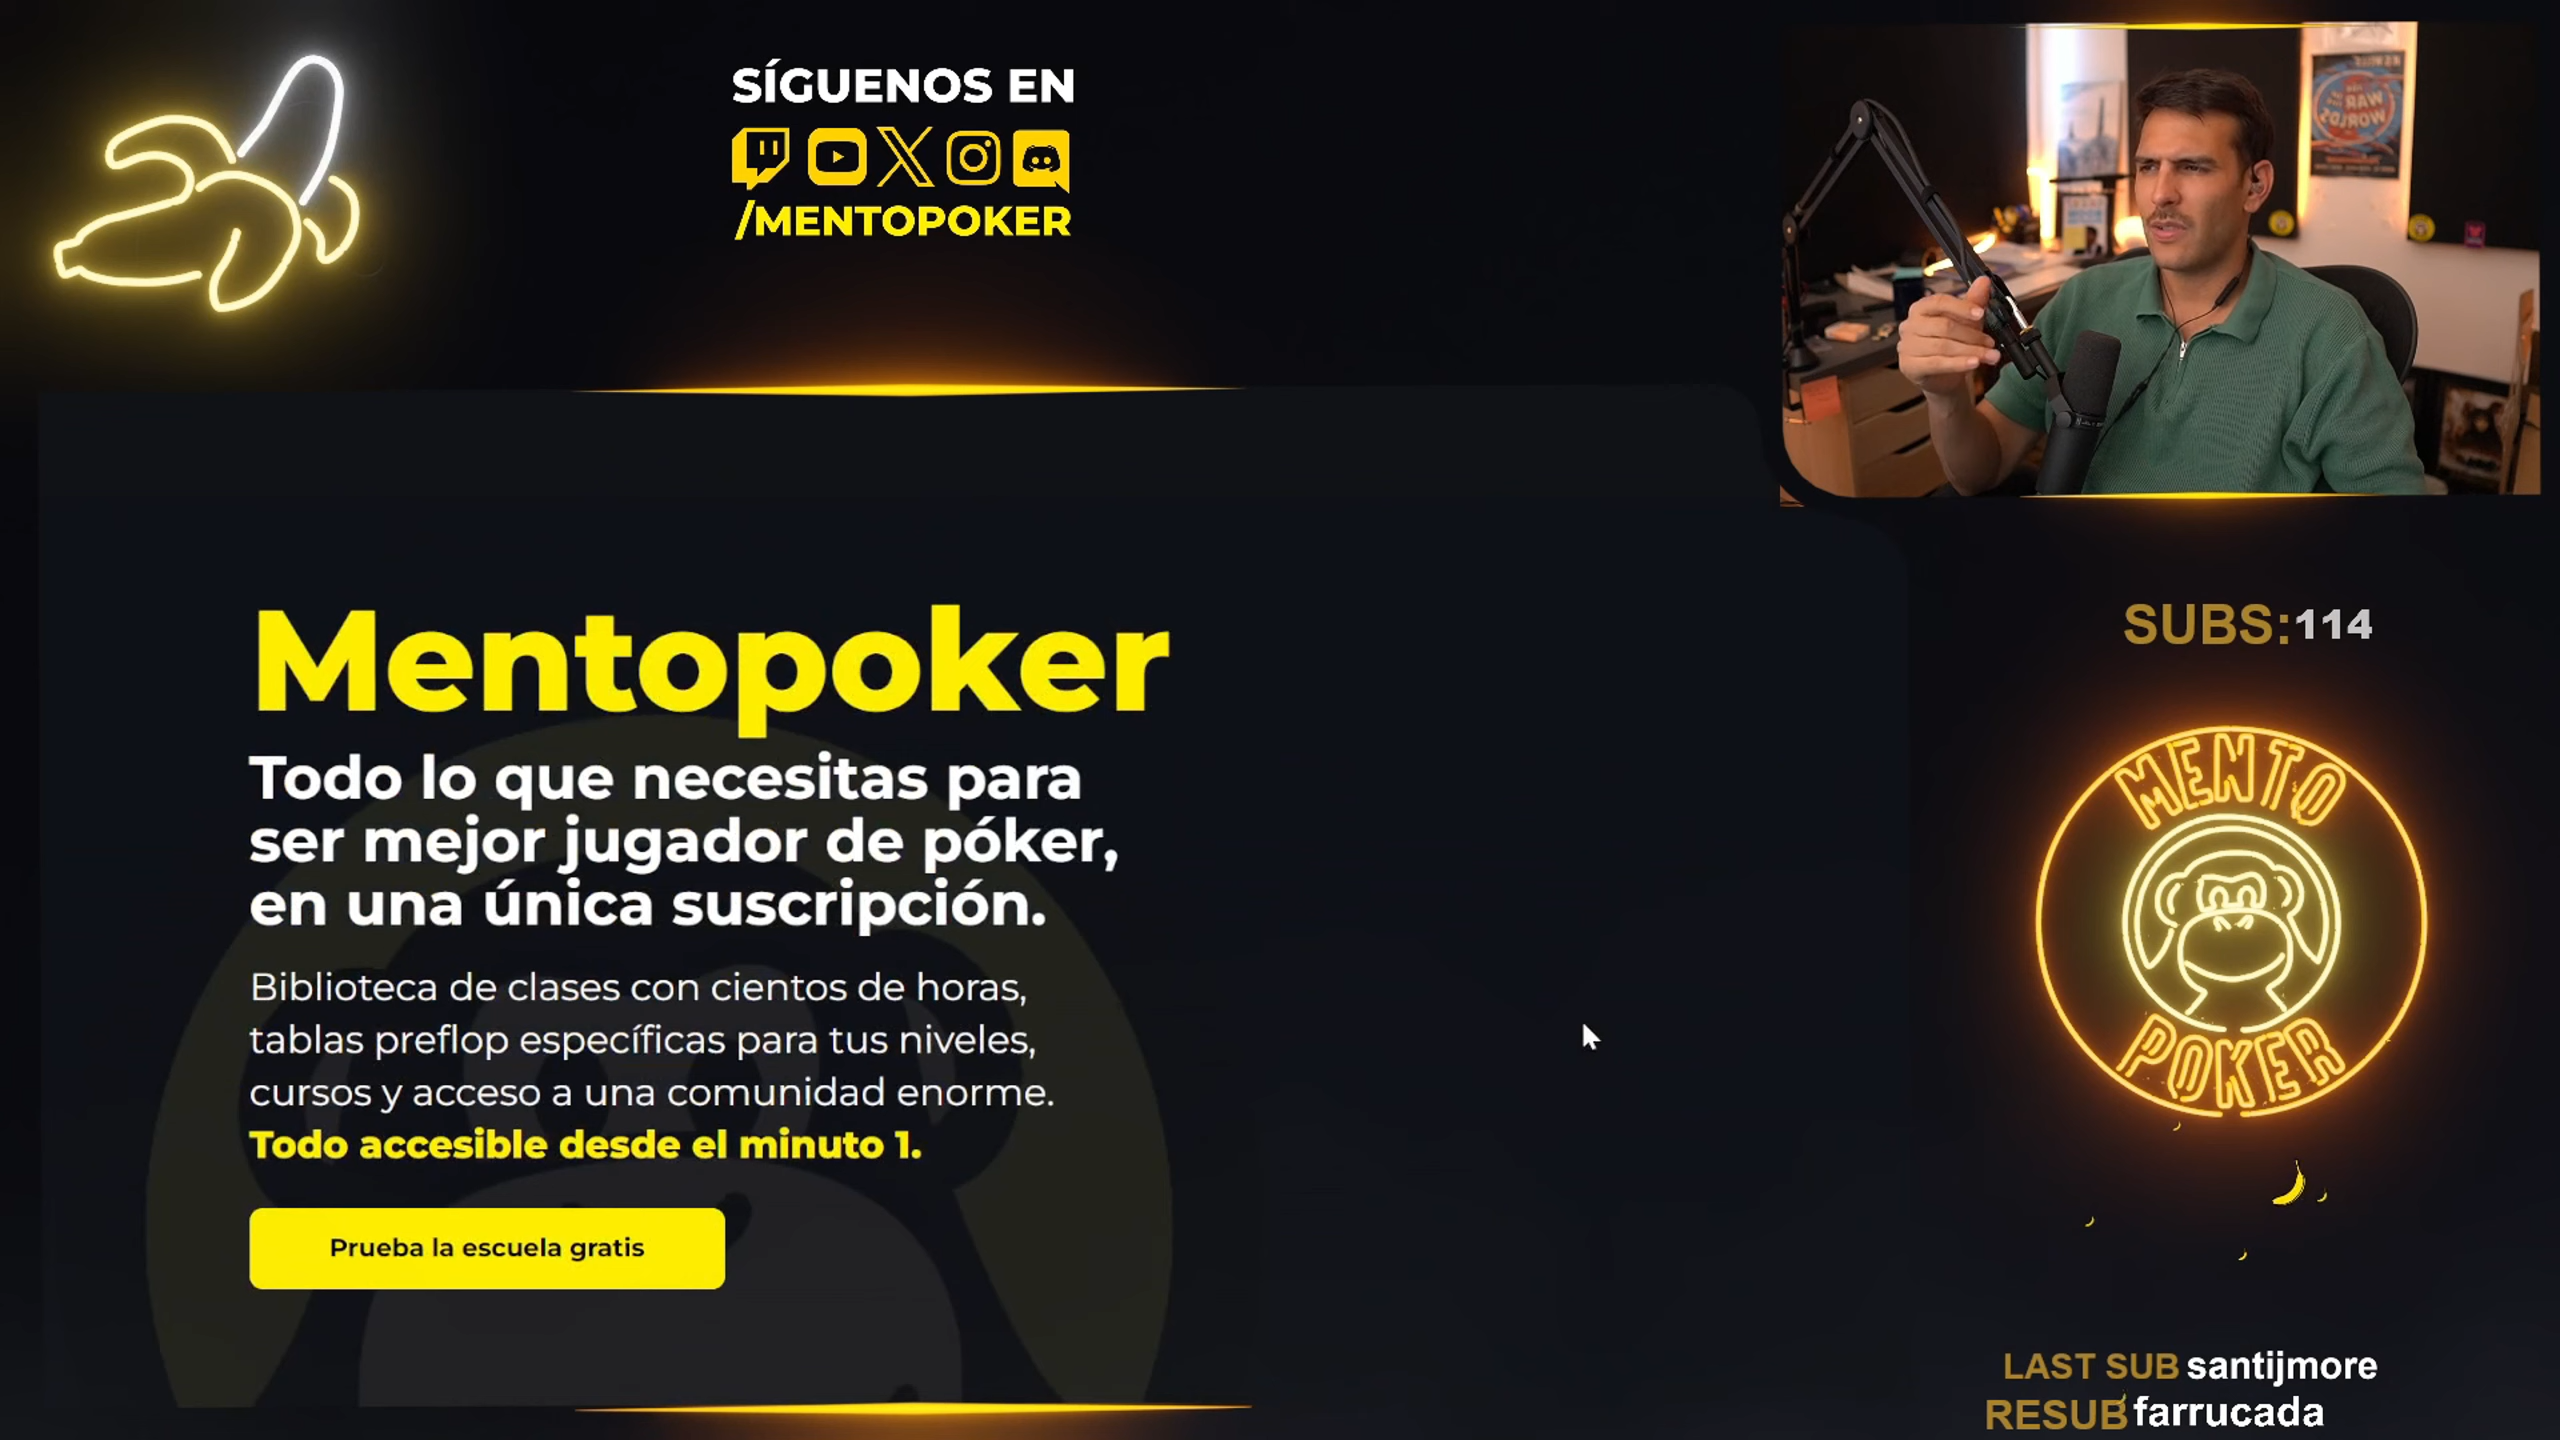 SÍGUENOS EN
/MENTOPOKER
Mentopoker
Todo lo que necesitas para
ser mejor jugador de póker,
en una única suscripción.
Biblioteca de clases con cientos de horas,
tablas preflop específicas para tus niveles,
cursos y acceso a una comunidad enorme.
Todo accesible desde el minuto 1.
Prueba la escuela gratis
WAR
WORLDS
SUBS:114
MENTO
POKER
LAST SUB santijmore
RESUB farrucada